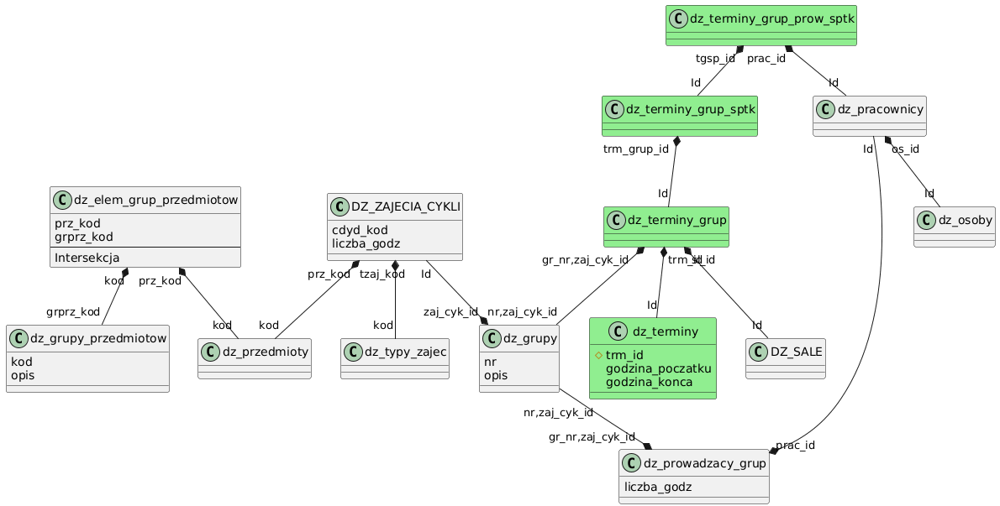 C dz_terminy_grup_prow_sptk
tgsp_id prac_id
Id Id
C dz_terminy_grup_sptk
C dz_pracownicy
trm_grup_id
Id os_id
Id Id
C dz_elem_grup_przedmiotow
prz_kod
grprz_kod
Intersekcja
C DZ_ZAJECIA_CYKLI
cdyd_kod
liczba_godz
C dz_terminy_grup
C dz_osoby
kod prz_kod
prz_kod tzaj_kod Id
gr_nr,zaj_cyk_id trm_id
grprz_kod kod
kod kod zaj_cyk_id nr,zaj_cyk_id
Id Id
C dz_grupy_przedmiotow
kod
opis
C dz_przedmioty
C dz_typy_zajec
C dz_grupy
nr
opis
C dz_terminy
trm_id
godzina_poczatku
godzina_konca
C DZ_SALE
nr,zaj_cyk_id
gr_nr,zaj_cyk_id prac_id
C dz_prowadzacy_grup
liczba_godz